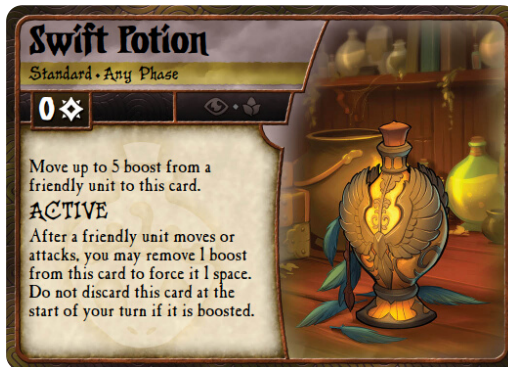 Swift Potion
Standard • Any Phase
0
Move up to 5 boost from a
friendly unit to this card.
ACTIVE
After a friendly unit moves or
attacks, you may remove 1 boost
from this card to force it 1 space.
Do not discard this card at the
start of your turn if it is boosted.